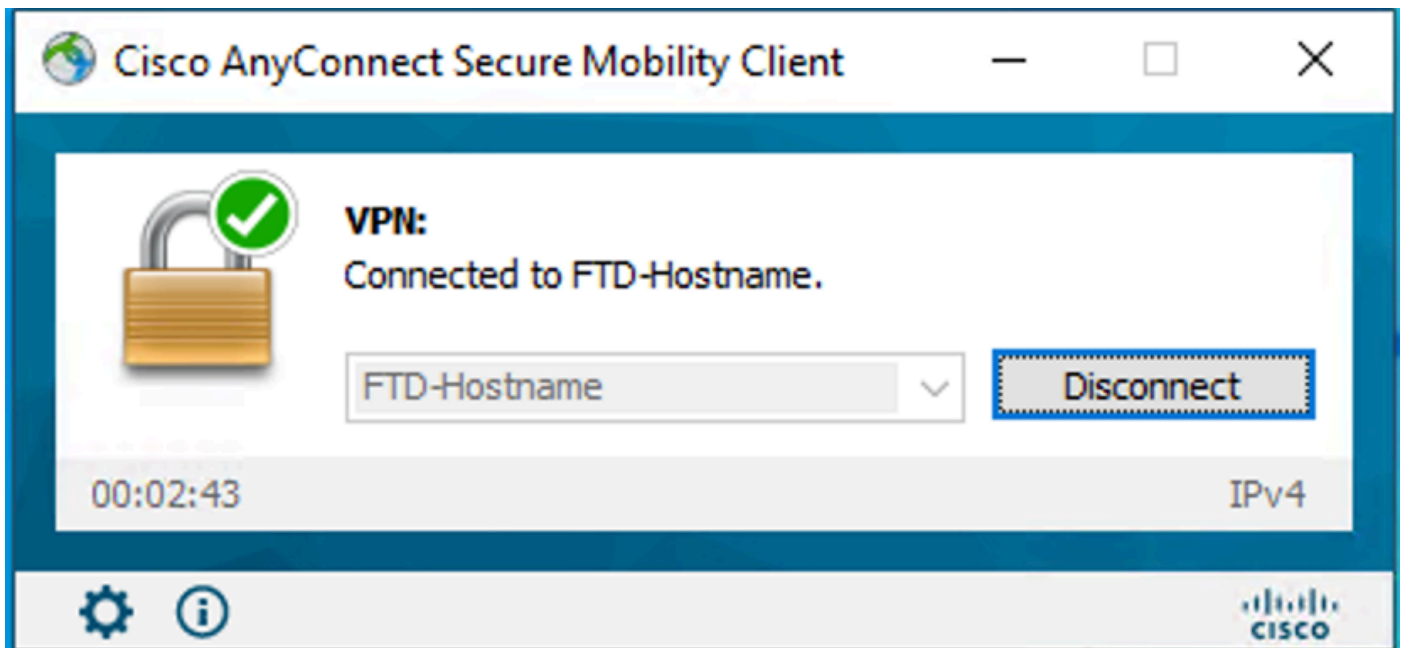 Cisco AnyConnect Secure Mobility Client
VPN:
Connected to FTD-Hostname.
FTD-Hostname
Disconnect
00:02:43
IPv4
CISCO